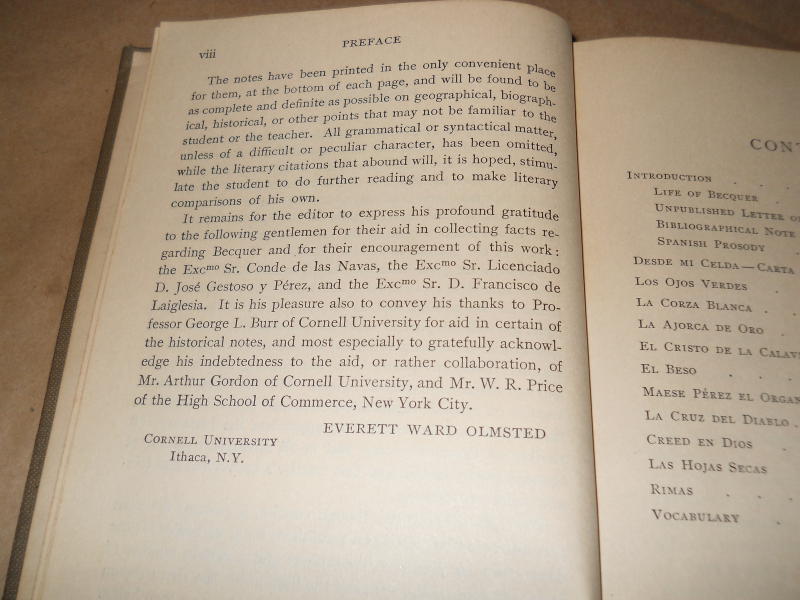 viii
PREFACE
The notes have been printed in the only convenient place
for them, at the bottom of each page, and will be found to be
as complete and definite as possible on geographical, biograph-
ical, historical, or other points that may not be familiar to the
student or the teacher. All grammatical or syntactical matter,
unless of a difficult or peculiar character, has been omitted,
while the literary citations that abound will, it is hoped, stimu-
late the student to do further reading and to make literary
comparisons of his own.
It remains for the editor to express his profound gratitude
to the following gentlemen for their aid in collecting facts re-
garding Becquer and for their encouragement of this work:
the Excmo Sr. Conde de las Navas, the Excmo Sr. Licenciado
D. José Gestoso y Pérez, and the Excmo Sr. D. Francisco de
Laiglesia. It is his pleasure also to convey his thanks to Pro-
fessor George L. Burr of Cornell University for aid in certain of
the historical notes, and most especially to gratefully acknowl-
edge his indebtedness to the aid, or rather collaboration, of
Mr. Arthur Gordon of Cornell University, and Mr. W. R. Price
of the High School of Commerce, New York City.
EVERETT WARD OLMSTED
CORNELL UNIVERSITY
Ithaca, N.Y.
CONT
INTRODUCTION . .
LIFE OF BECQUER .
UNPUBLISHED LETTER OF
BIBLIOGRAPHICAL NOTE
SPANISH PROSODY .
DESDE MI CELDA—CARTA
LOS OJOS VERDES .
LA CORZA BLANCA . .
LA AJORCA DE ORO .
EL CRISTO DE LA CALAV
EL BESO . . .
MAESE PÉREZ EL ORGAN
LA CRUZ DEL DIABLO .
CREED EN DIOS .
LAS HOJAS SECAS
RIMAS . . .
VOCABULARY .